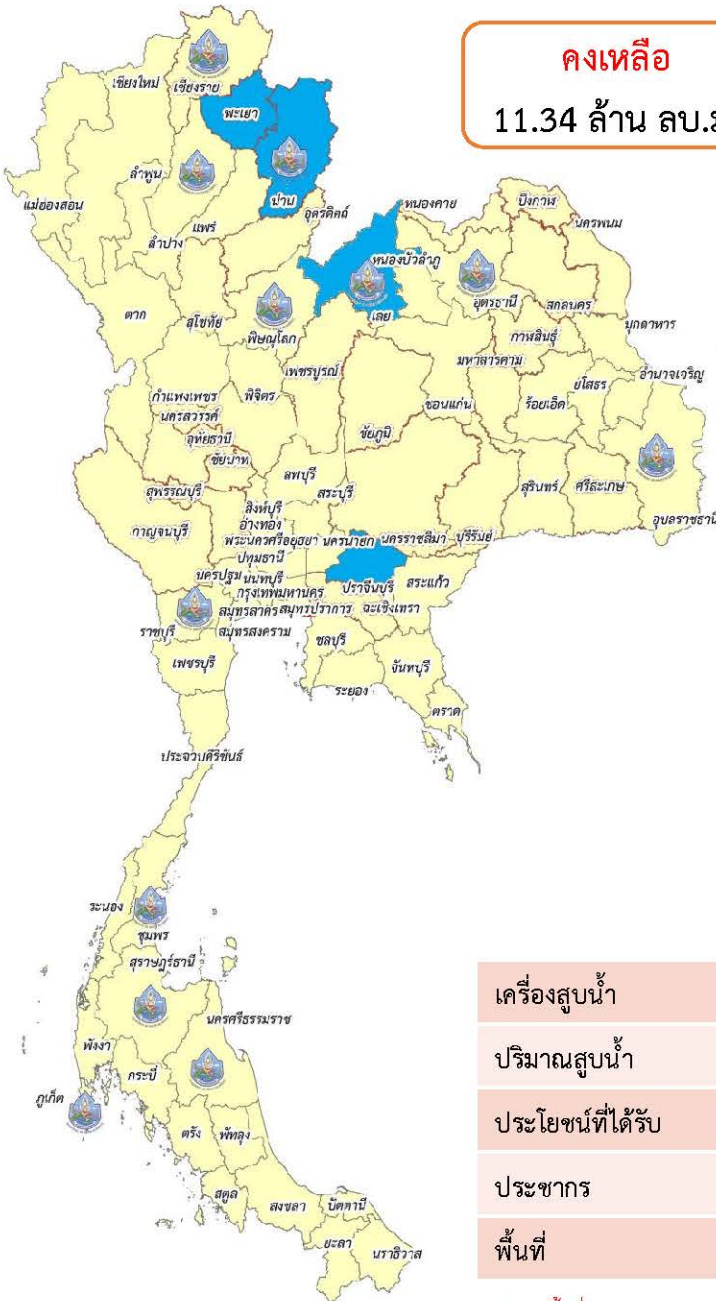 คงเหลือ
11.34 ล้าน ลบ.ม
เชียงใหม่
เชียงราย
พะเยา
ลำพูน
น่าน
แม่ฮ่องสอน
แพร่
อุตรดิตถ์
ลำปาง
หนองคาย
บึงกาฬ
นครพนม
หนองบัวลำภู
อุดรธานี
สกลนคร
เลย
ตาก
สุโขทัย
พิษณุโลก
มุกดาหาร
กาฬสินธุ์
เพชรบูรณ์
มหาสารคาม
อำนาจเจริญ
ยโสธร
กำแพงเพชร
พิจิตร
ขอนแก่น
ร้อยเอ็ด
นครสวรรค์
อุทัยธานี
ชัยภูมิ
ชัยนาท
ลพบุรี
สุพรรณบุรี
สระบุรี
สุรินทร์
ศรีสะเกษ
สิงห์บุรี
อ่างทอง
อุบลราชธานี
กาญจนบุรี
พระนครศรีอยุธยา
นครนายก
นครราชสีมา
บุรีรัมย์
ปทุมธานี
นครปฐม
นนทบุรี
ปราจีนบุรี
สระแก้ว
กรุงเทพมหานคร
สมุทรสาคร
สมุทรปราการ
ฉะเชิงเทรา
ราชบุรี
สมุทรสงคราม
ชลบุรี
เพชรบุรี
จันทบุรี
ระยอง
ตราด
ประจวบคีรีขันธ์
ระนอง
ชุมพร
สุราษฎร์ธานี
นครศรีธรรมราช
พังงา
กระบี่
ภูเก็ต
ตรัง
พัทลุง
สตูล
สงขลา
ปัตตานี
ยะลา
นราธิวาส
เครื่องสูบน้ำ
ปริมาณสูบน้ำ
ประโยชน์ที่ได้รับ
ประชากร
พื้นที่